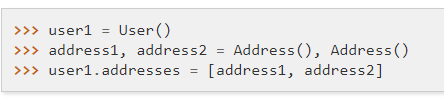 >>> user1 = User()
>>> address1, address2 = Address(), Address()
>>> user1.addresses = [address1, address2]